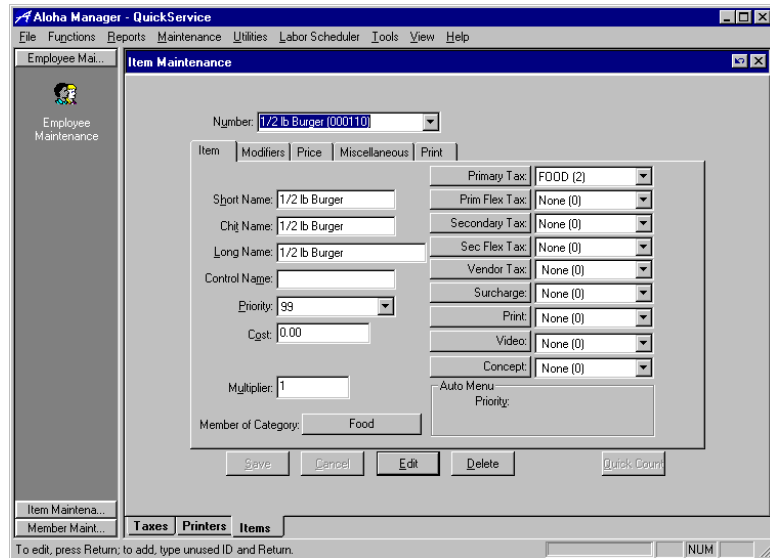 Aloha Manager - QuickService
File Functions Reports Maintenance Utilities Labor Scheduler Tools View Help
Employee Mai...
Item Maintenance
Employee
Maintenance
Number: 1/2 lb Burger (000110)
Item Modifiers Price Miscellaneous Print
Primary Tax: FOOD (2)
Short Name: 1/2 lb Burger
Prim Flex Tax: None (0)
Chit Name: 1/2 lb Burger
Secondary Tax: None (0)
Long Name: 1/2 lb Burger
Sec Flex Tax: None (0)
Control Name:
Vendor Tax: None (0)
Surcharge: None (0)
Priority: 99
Print: None (0)
Cost: 0.00
Video: None (0)
Concept: None (0)
Multiplier: 1
Auto Menu
Priority:
Member of Category: Food
Save Cancel Edit Delete Quick Count
Item Maintena...
Member Maint...
Taxes Printers Items
To edit, press Return; to add, type unused ID and Return.
NUM